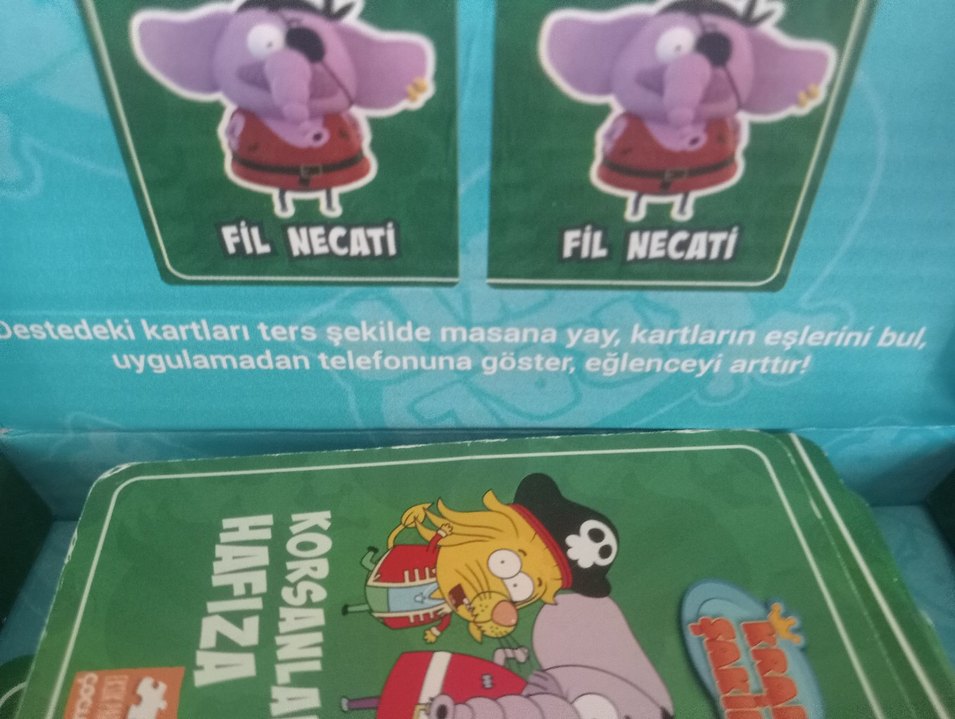 FİL NECATİ
FİL NECATİ
Destedeki kartları ters şekilde masana yay, kartların eşlerini bul,
uygulamadan telefonuna göster, eğlenceyi arttır!
HAFIZA